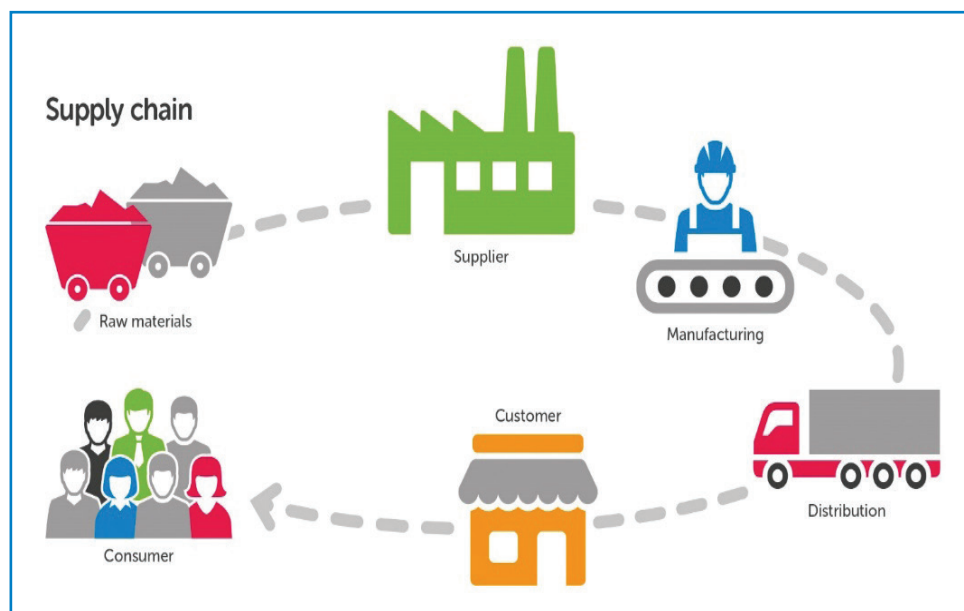 Supply chain
Raw materials
Supplier
Manufacturing
Distribution
Customer
Consumer